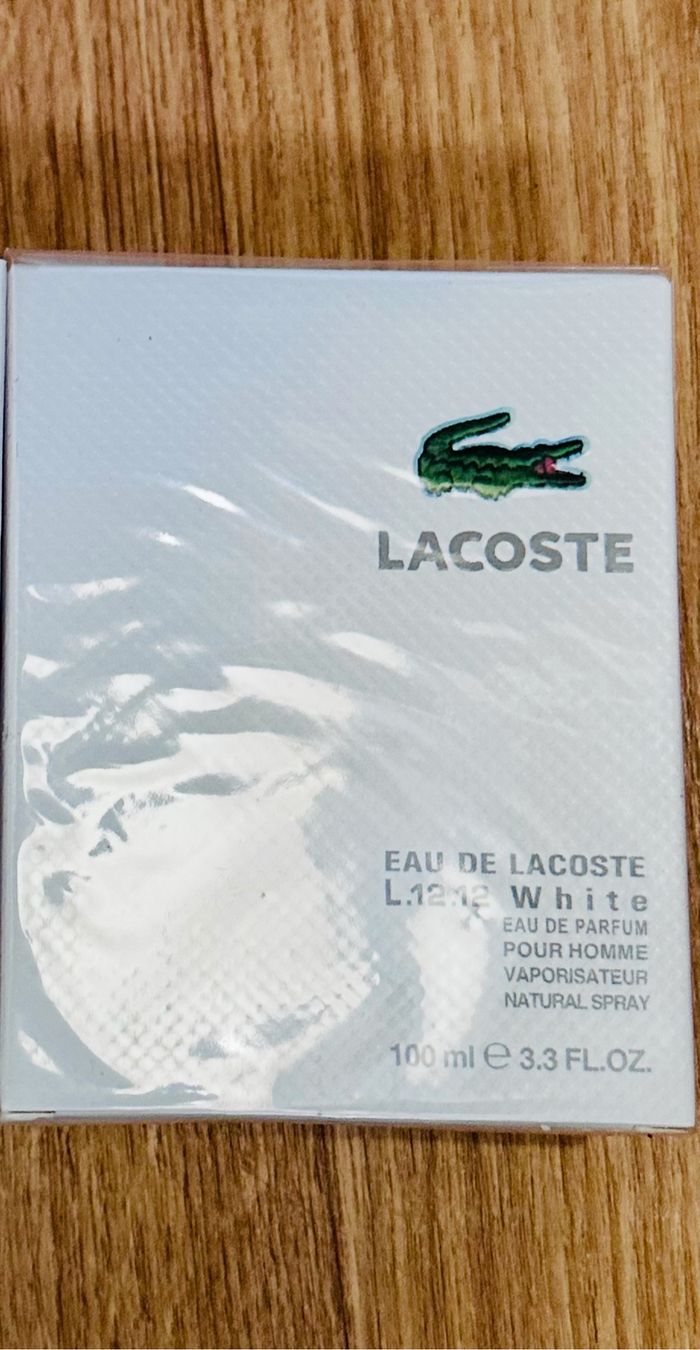 LACOSTE
EAU DE LACOSTE
L.12.12 White
EAU DE PARFUM
POUR HOMME
VAPORISATEUR
NATURAL SPRAY
100 ml ℮ 3.3 FL.OZ.